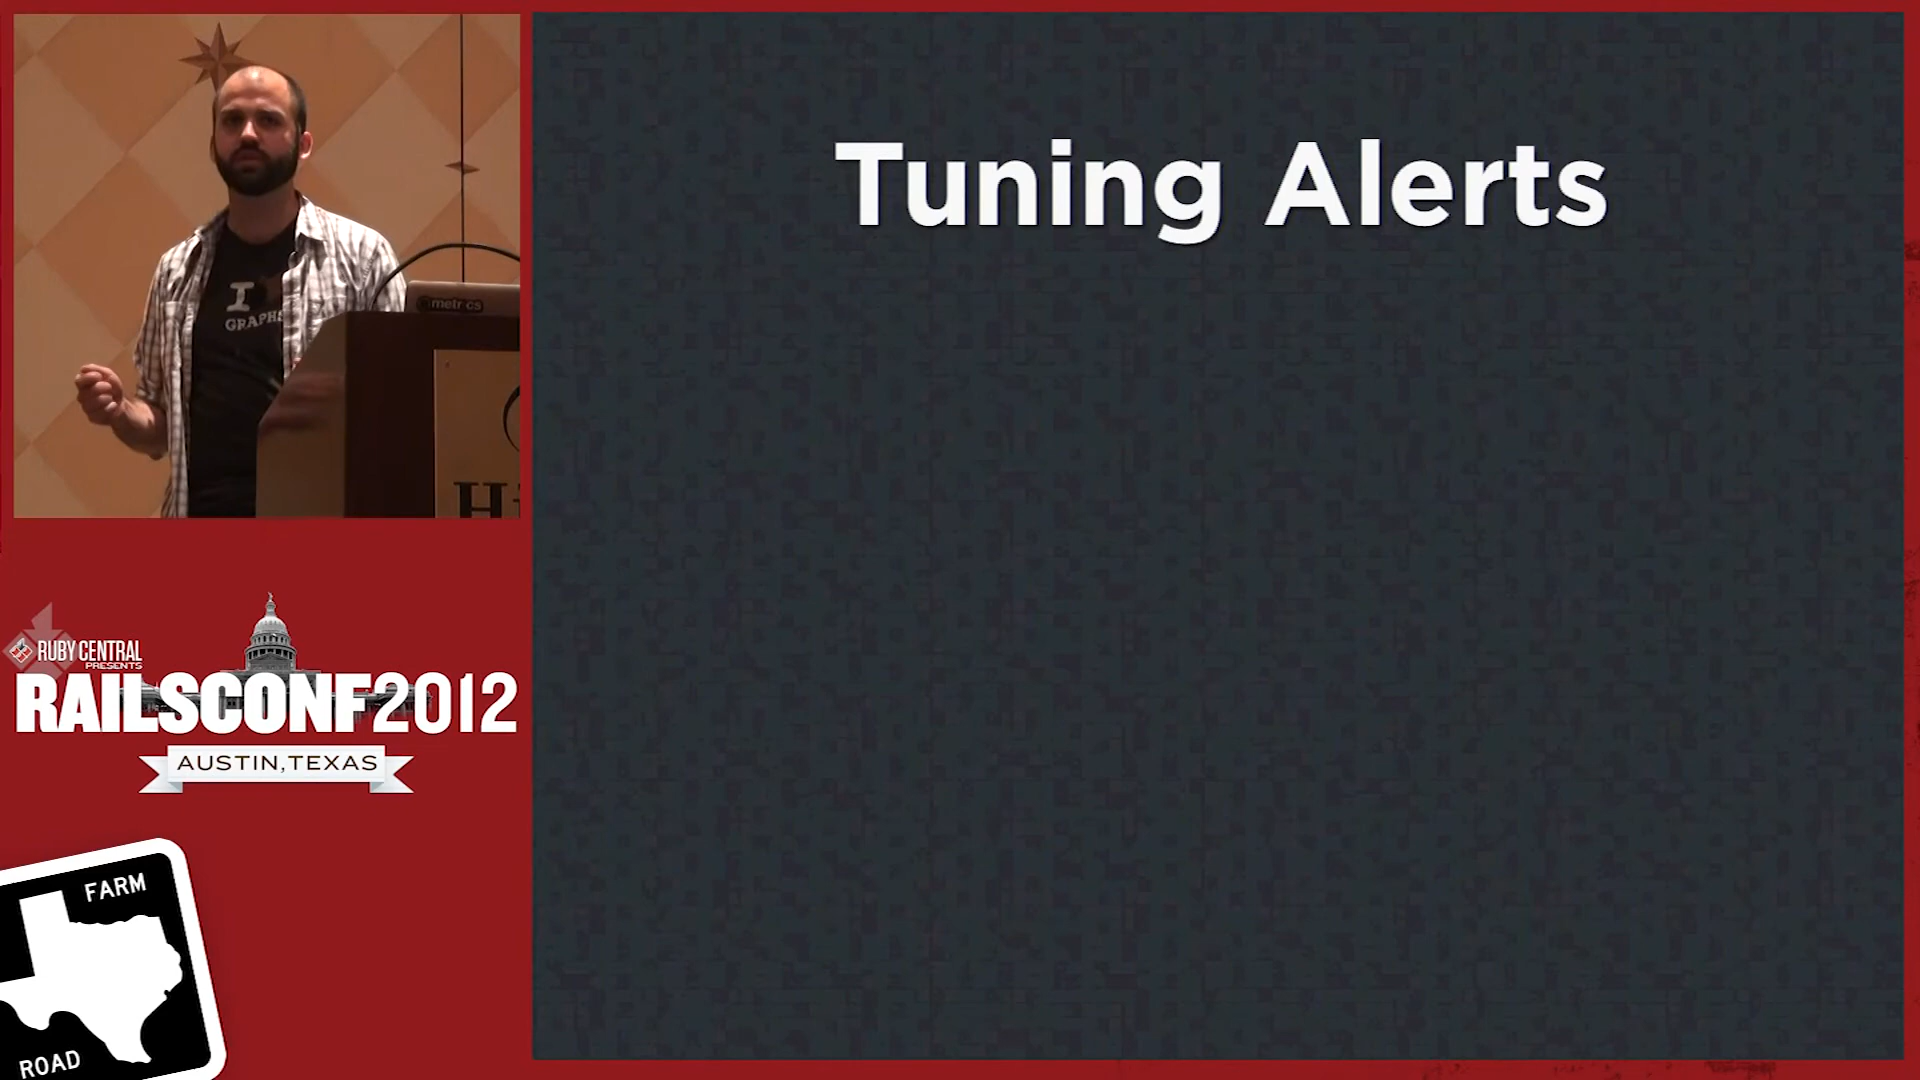 Tuning Alerts
I
GRAPHS
metrics
H
RUBY CENTRAL
PRESENTS
RAILSCONF2012
AUSTIN, TEXAS
FARM
ROAD